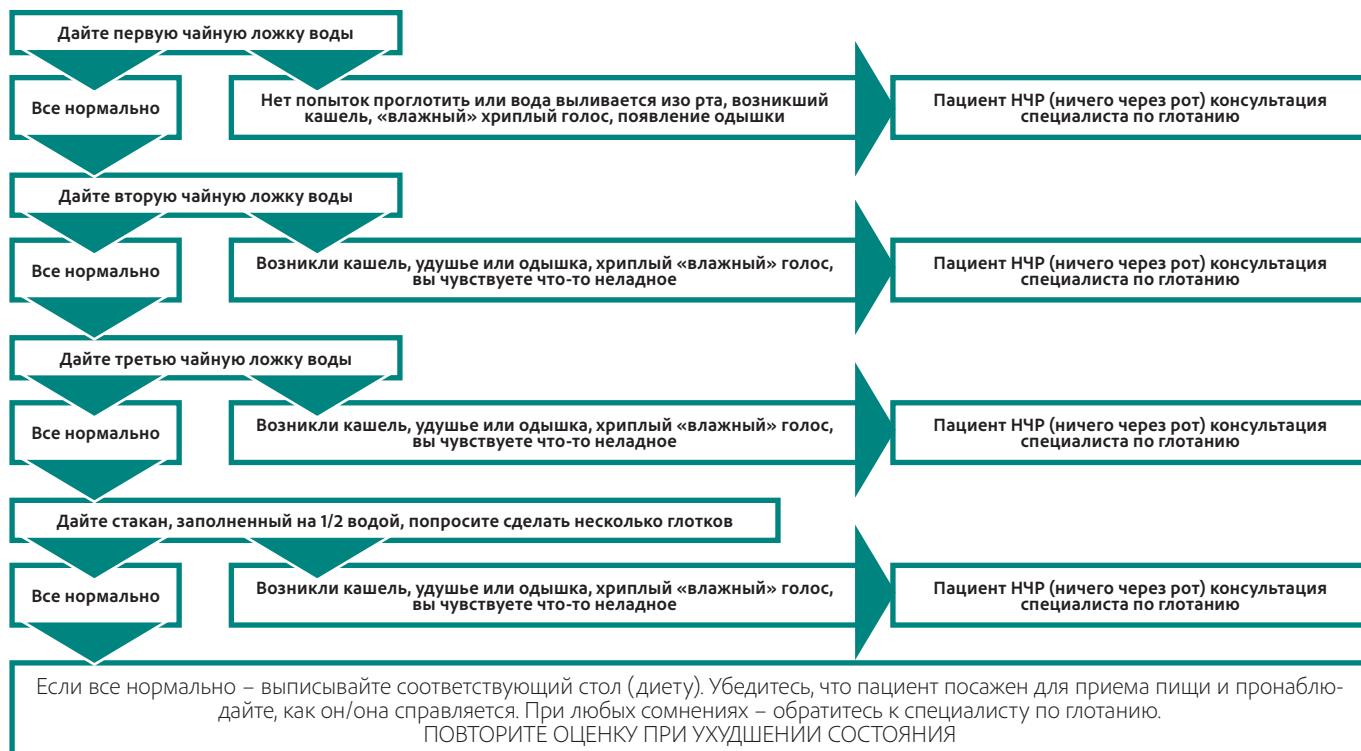 Дайте первую чайную ложку воды
Все нормально
Нет попыток проглотить или вода выливается изо рта, возникший
кашель, «влажный» хриплый голос, появление одышки
Пациент НЧР (ничего через рот) консультация
специалиста по глотанию
Дайте вторую чайную ложку воды
Все нормально
Возникли кашель, удушье или одышка, хриплый «влажный» голос,
вы чувствуете что-то неладное
Пациент НЧР (ничего через рот) консультация
специалиста по глотанию
Дайте третью чайную ложку воды
Все нормально
Возникли кашель, удушье или одышка, хриплый «влажный» голос,
вы чувствуете что-то неладное
Пациент НЧР (ничего через рот) консультация
специалиста по глотанию
Дайте стакан, заполненный на 1/2 водой, попросите сделать несколько глотков
Все нормально
Возникли кашель, удушье или одышка, хриплый «влажный» голос,
вы чувствуете что-то неладное
Пациент НЧР (ничего через рот) консультация
специалиста по глотанию
Если все нормально – выписывайте соответствующий стол (диету). Убедитесь, что пациент посажен для приема пищи и пронаблю-
дайте, как он/она справляется. При любых сомнениях – обратитесь к специалисту по глотанию.
ПОВТОРИТЕ ОЦЕНКУ ПРИ УХУДШЕНИИ СОСТОЯНИЯ